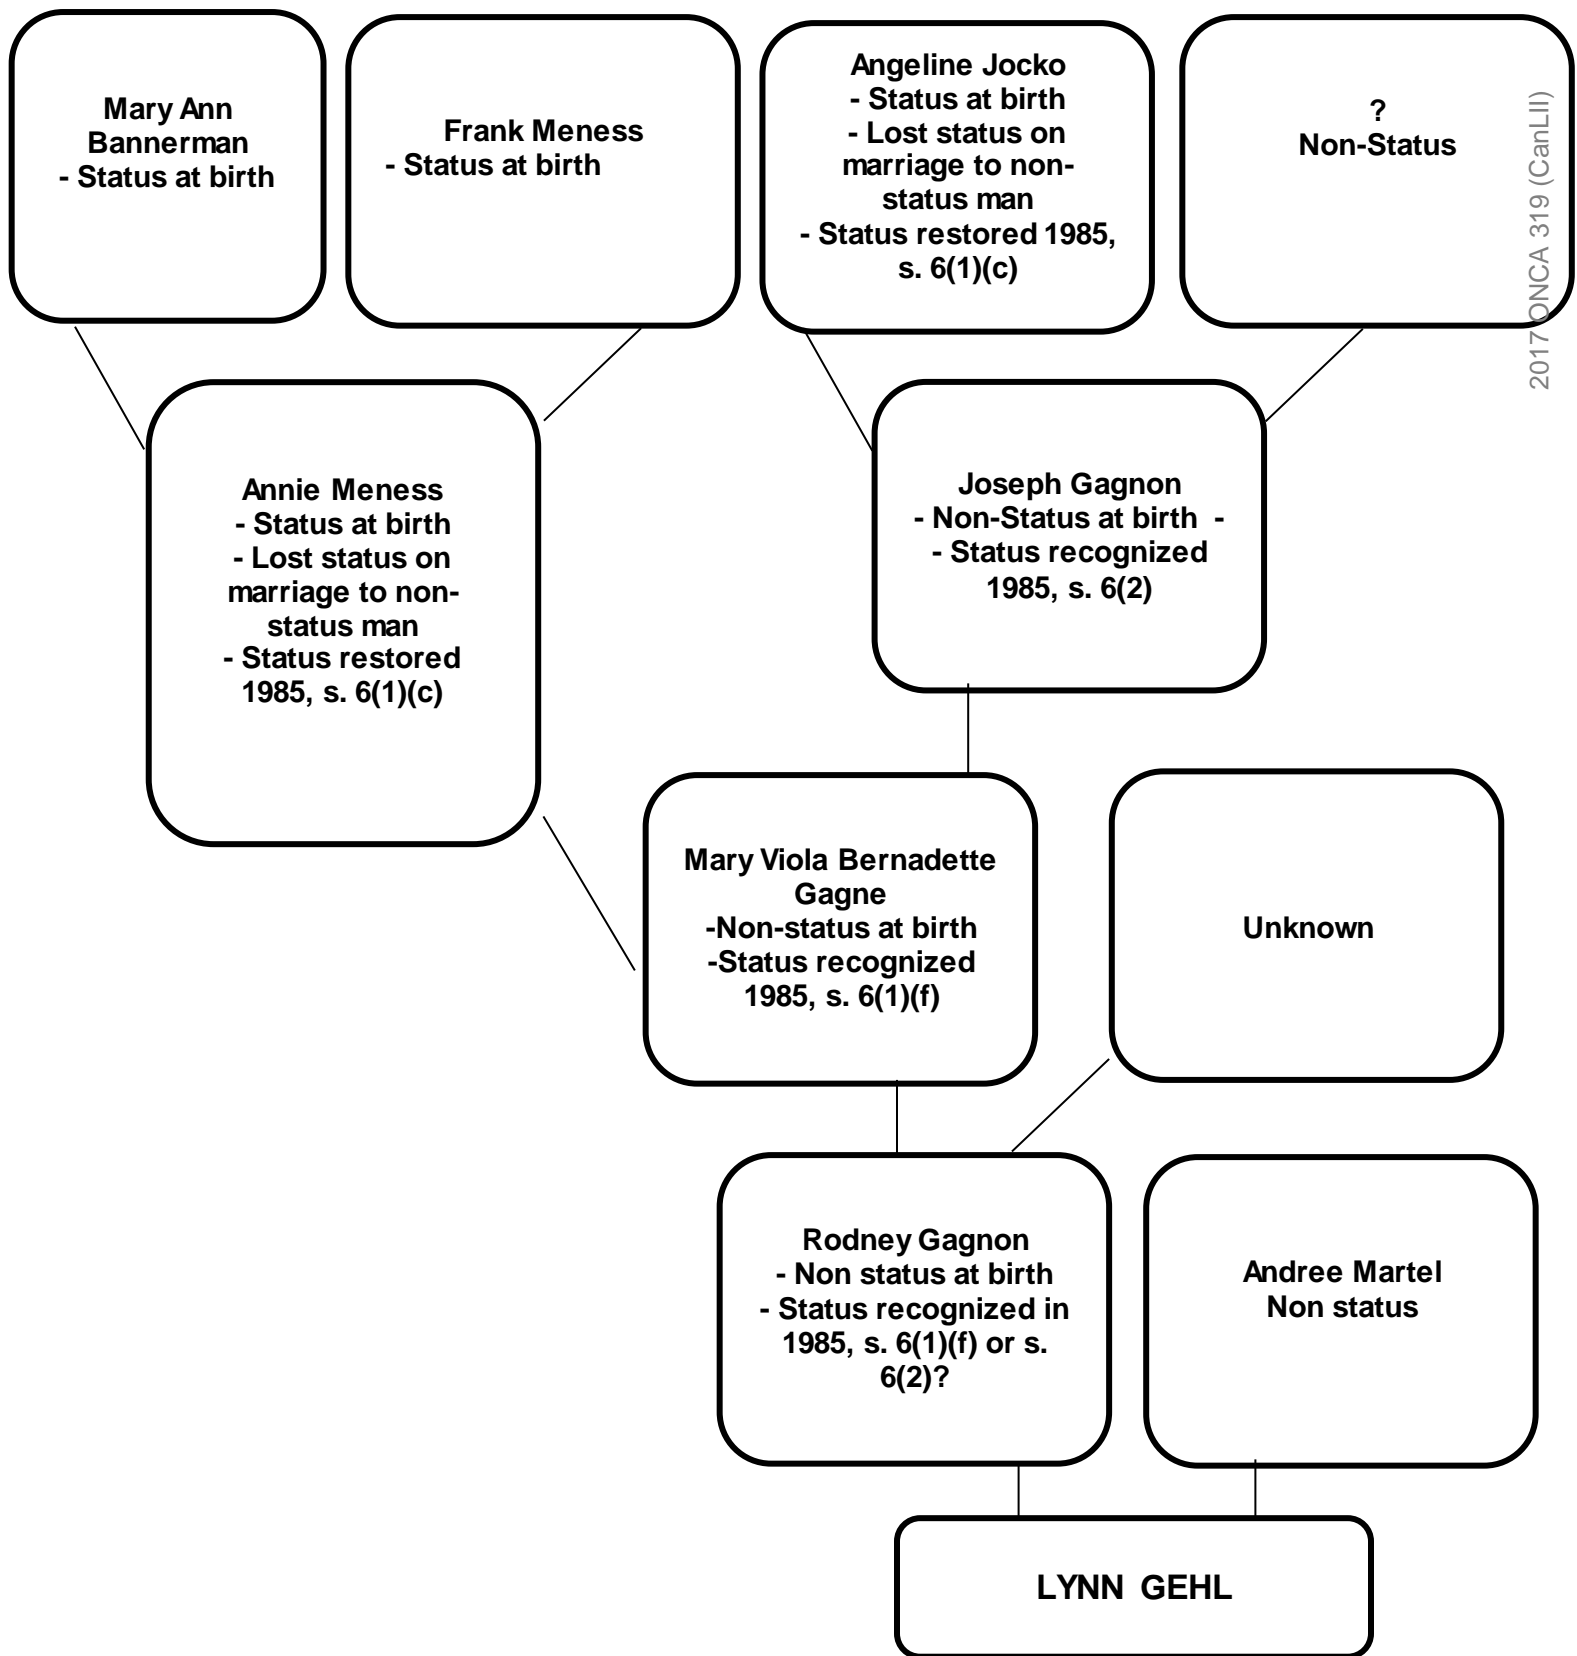 Mary Ann
Bannerman
- Status at birth
Frank Meness
- Status at birth
Angeline Jocko
- Status at birth
- Lost status on
marriage to non-
status man
- Status restored 1985,
s. 6(1)(c)
?
Non-Status
2017 ONCA 319 (CanLII)
Annie Meness
- Status at birth
- Lost status on
marriage to non-
status man
- Status restored
1985, s. 6(1)(c)
Joseph Gagnon
- Non-Status at birth -
- Status recognized
1985, s. 6(2)
Mary Viola Bernadette
Gagne
-Non-status at birth
-Status recognized
1985, s. 6(1)(f)
Unknown
Rodney Gagnon
- Non status at birth
- Status recognized in
1985, s. 6(1)(f) or s.
6(2)?
Andree Martel
Non status
LYNN GEHL